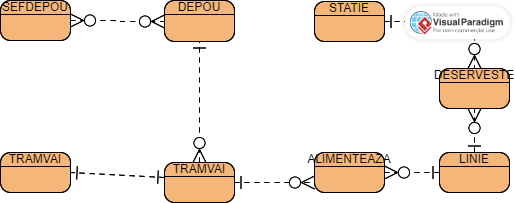 SEFDEPOU
DEPOU
STATIE
Made with
Visual Paradigm
For non-commercial use
DESERVESTE
TRAMVAI
TRAMVAI
ALIMENTEAZA
LINIE